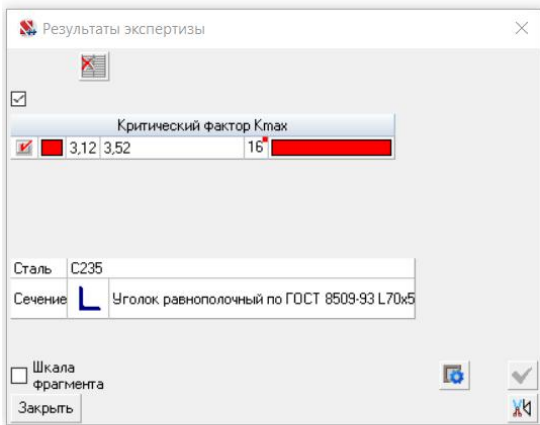 Результаты экспертизы
Критический фактор Kmax
3,12 3,52 16
Сталь C235
Сечение Уголок равнополочный по ГОСТ 8509-93 L70x5
Шкала
фрагмента
Закрыть